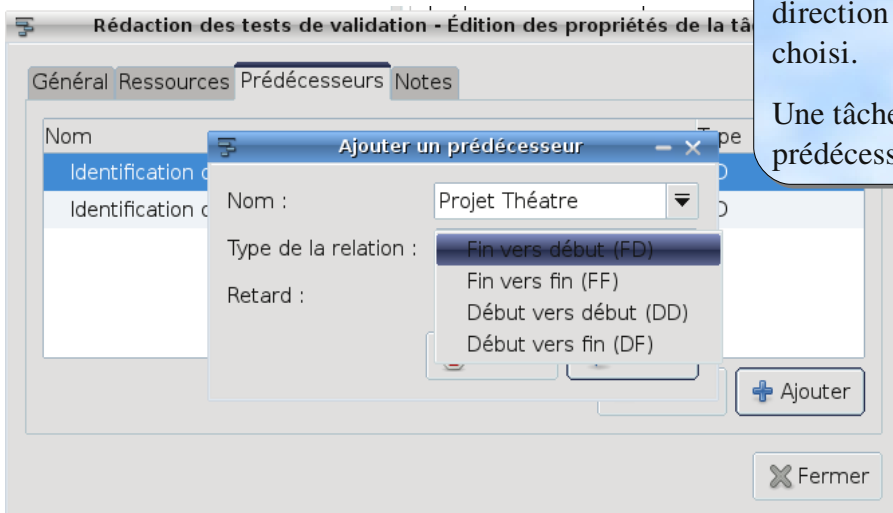 Rédaction des tests de validation - Édition des propriétés de la tâ
direction
choisi.
Une tâche
prédécess
Général Ressources Prédécesseurs Notes
Nom
Identification
Identification
Ajouter un prédécesseur
Nom : Projet Théatre
Type de la relation :
Fin vers début (FD)
Fin vers fin (FF)
Début vers début (DD)
Début vers fin (DF)
Retard :
Ajouter
Fermer